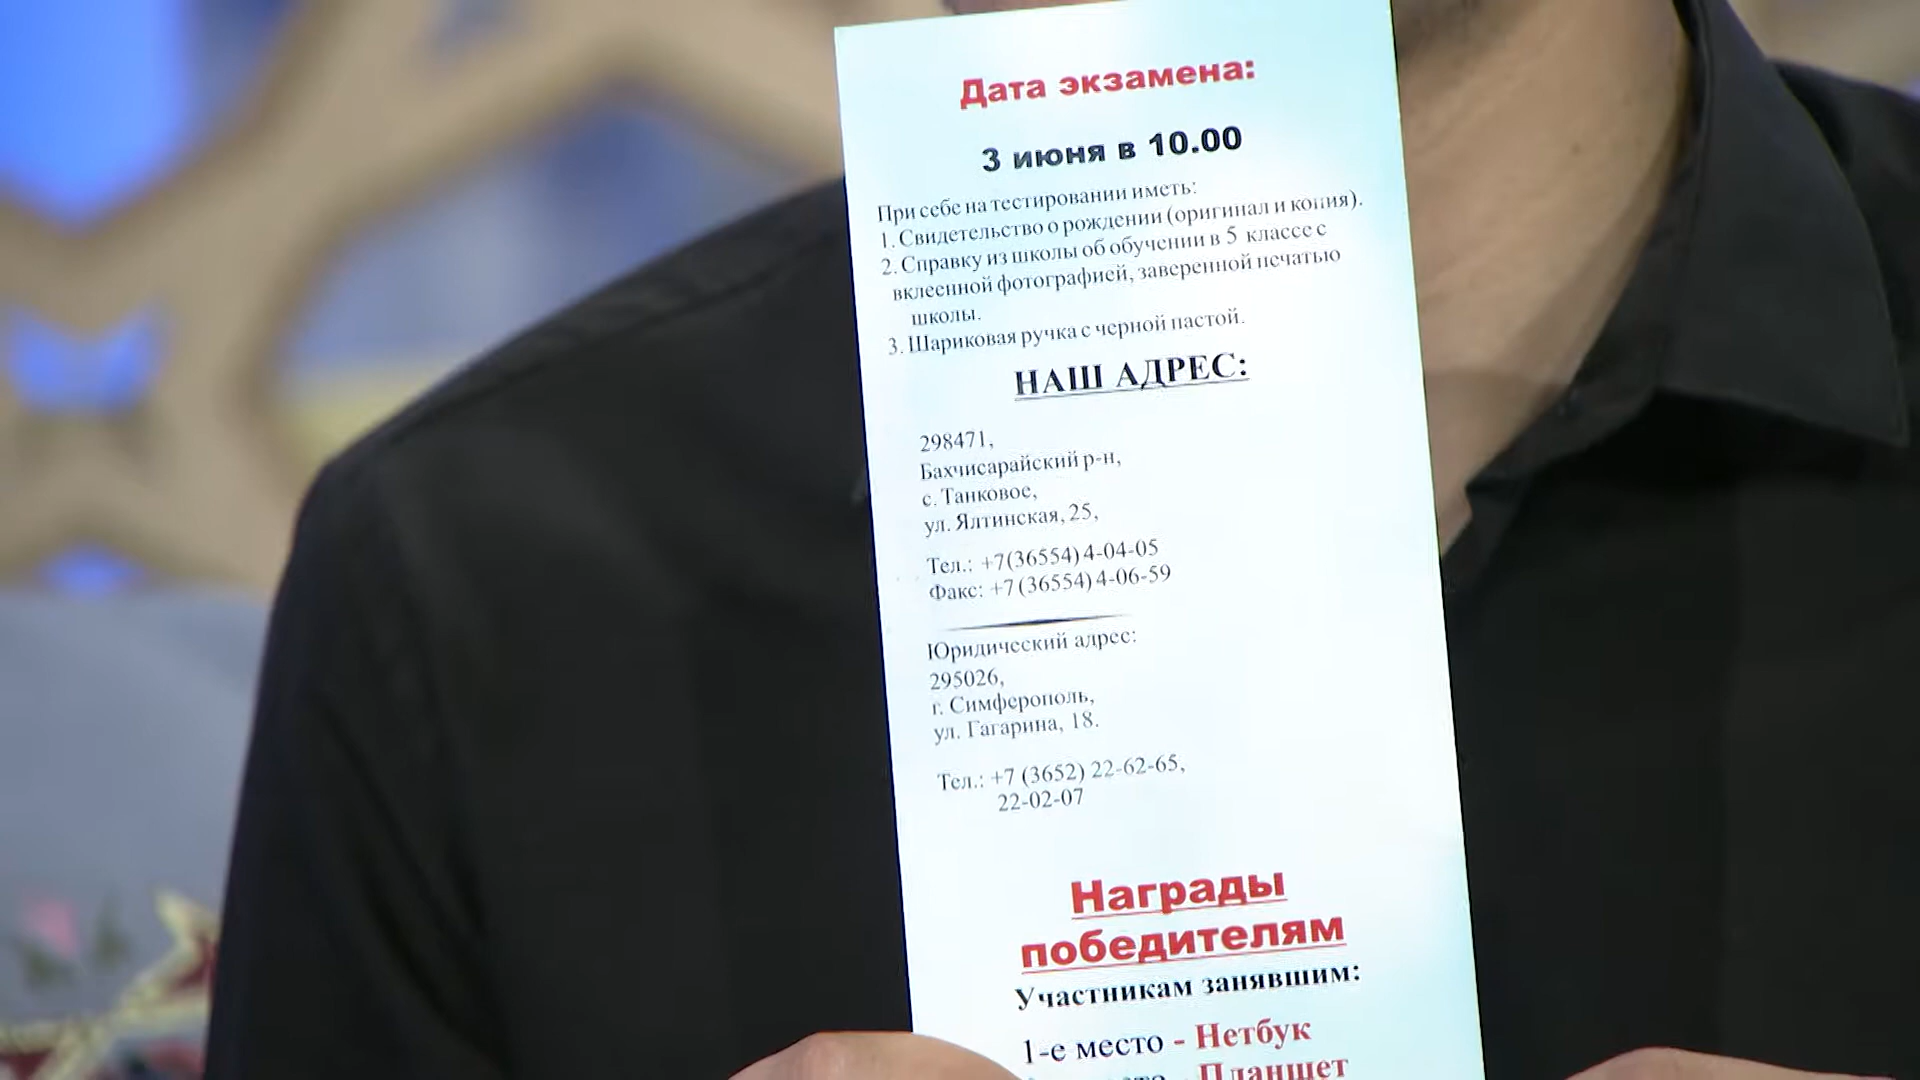 Дата экзамена:
3 июня в 10.00
При себе на тестировании иметь:
1. Свидетельство о рождении (оригинал и копия).
2. Справку из школы об обучении в 5 классе с
вклеенной фотографией, заверенной печатью
школы.
3. Шариковая ручка с черной пастой.
НАШ АДРЕС:
298471,
Бахчисарайский р-н,
с. Танковое,
ул. Ялтинская, 25,
Тел.: +7(36554) 4-04-05
Факс: +7 (36554) 4-06-59
Юридический адрес:
295026,
г. Симферополь,
ул. Гагарина, 18.
Тел.: +7 (3652) 22-62-65,
22-02-07
Награды
победителям
Участникам занявшим:
1-е место - Нетбук
- Планшет